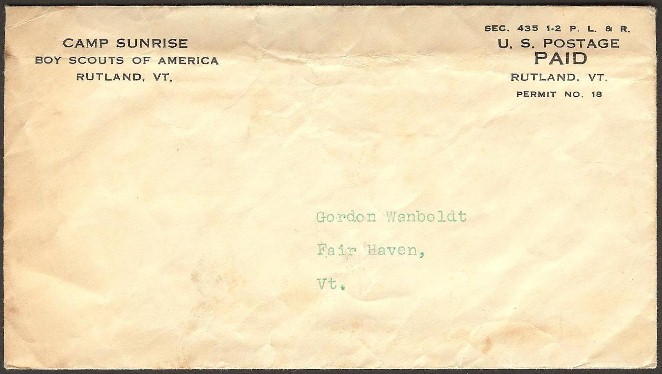 CAMP SUNRISE
BOY SCOUTS OF AMERICA
RUTLAND, VT.
SEC. 435 1-2 P. L. & R.
U. S. POSTAGE
PAID
RUTLAND, VT.
PERMIT NO. 18
Gordon Wanboldt
Fair Haven,
Vt.